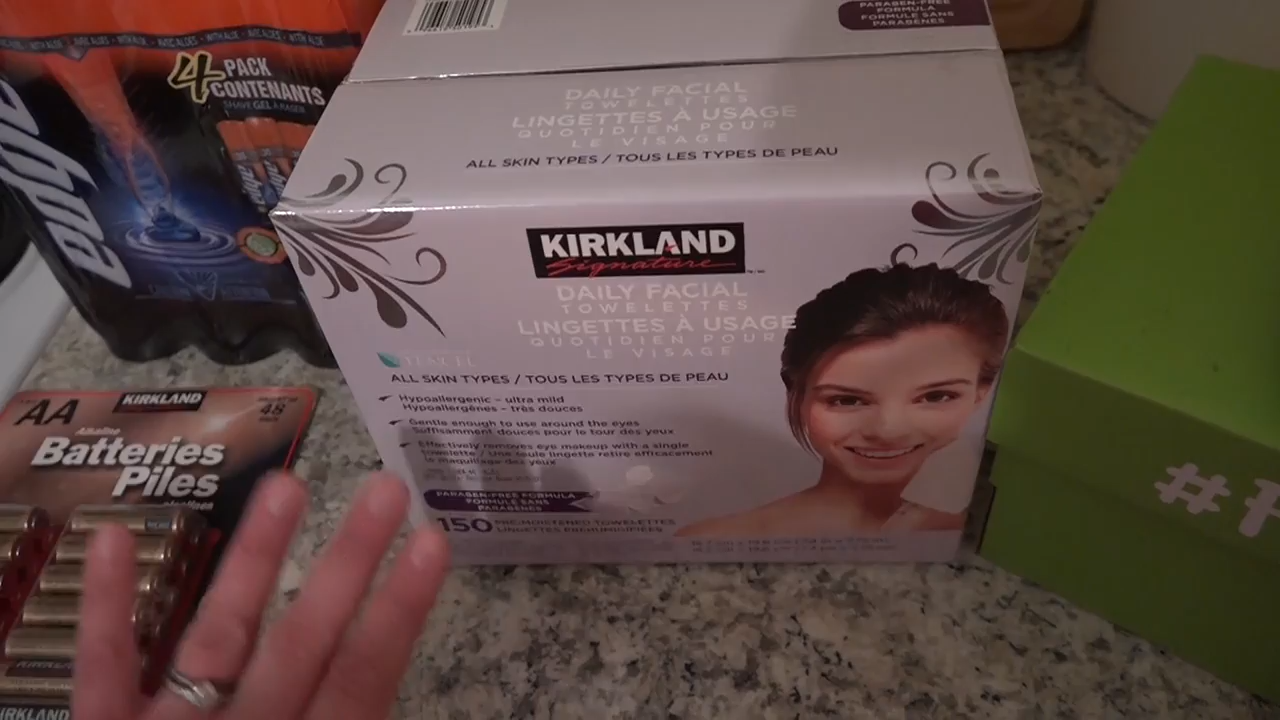 PARABEN-FREE
FORMULA
FORMULE SANS
PARABÈNES
4 PACK
CONTENANTS
SHAVE GEL À RASER
edge
DAILY FACIAL
TOWELETTES
LINGETTES À USAGE
QUOTIDIEN POUR
LE VISAGE
ALL SKIN TYPES / TOUS LES TYPES DE PEAU
KIRKLAND
Signature
DAILY FACIAL
TOWELETTES
LINGETTES À USAGE
QUOTIDIEN POUR
LE VISAGE
TENCEL
ALL SKIN TYPES / TOUS LES TYPES DE PEAU
Hypoallergenic - ultra mild
Hypoallergènes - très douces
Gentle enough to use around the eyes
Suffisamment douces pour le tour des yeux
Effectively removes eye makeup with a single
towelette / Une seule lingette retire efficacement
le maquillage des yeux
PARABEN-FREE FORMULA
FORMULE SANS
PARABÈNES
150 PRE-MOISTENED TOWELETTES
LINGETTES PRÉHUMIDIFIÉES
AA
KIRKLAND
48
Alkaline
Batteries
Piles
KIRKLAND
#